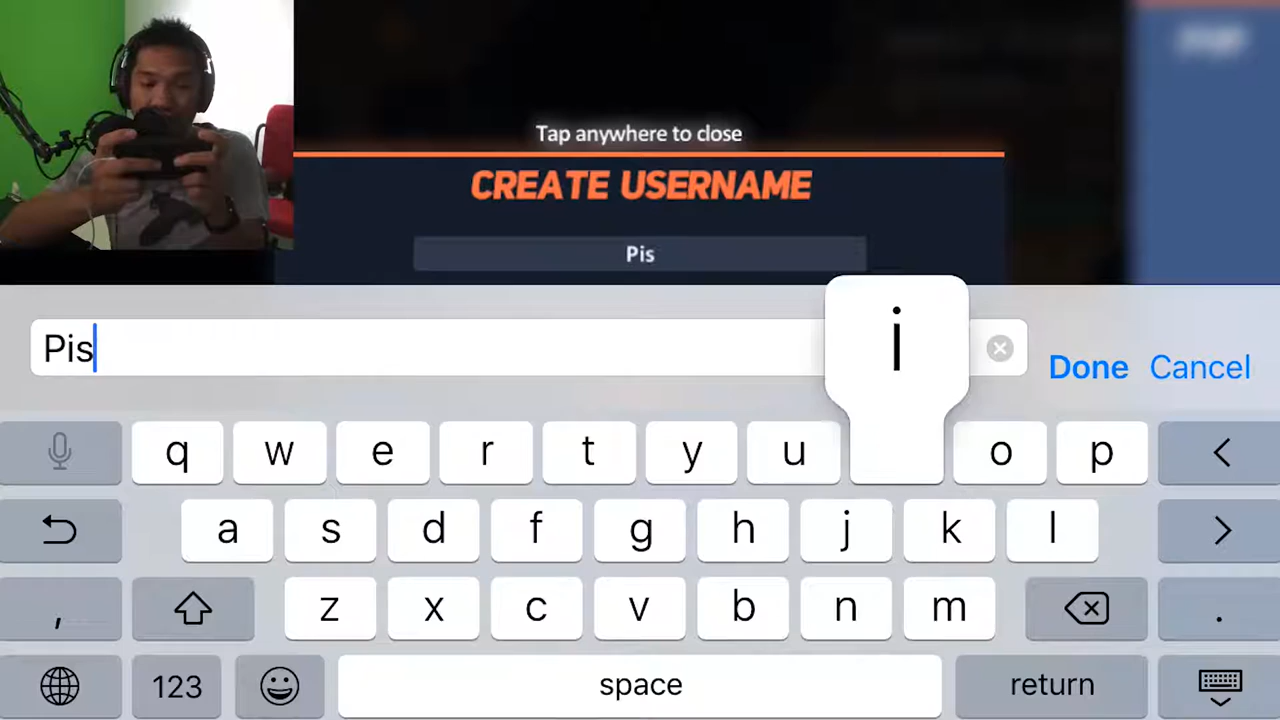 Tap anywhere to close
CREATE USERNAME
Pis
Pis
Done Cancel
i
q w e r t y u o p
a s d f g h j k l
, z x c v b n m .
123 space return